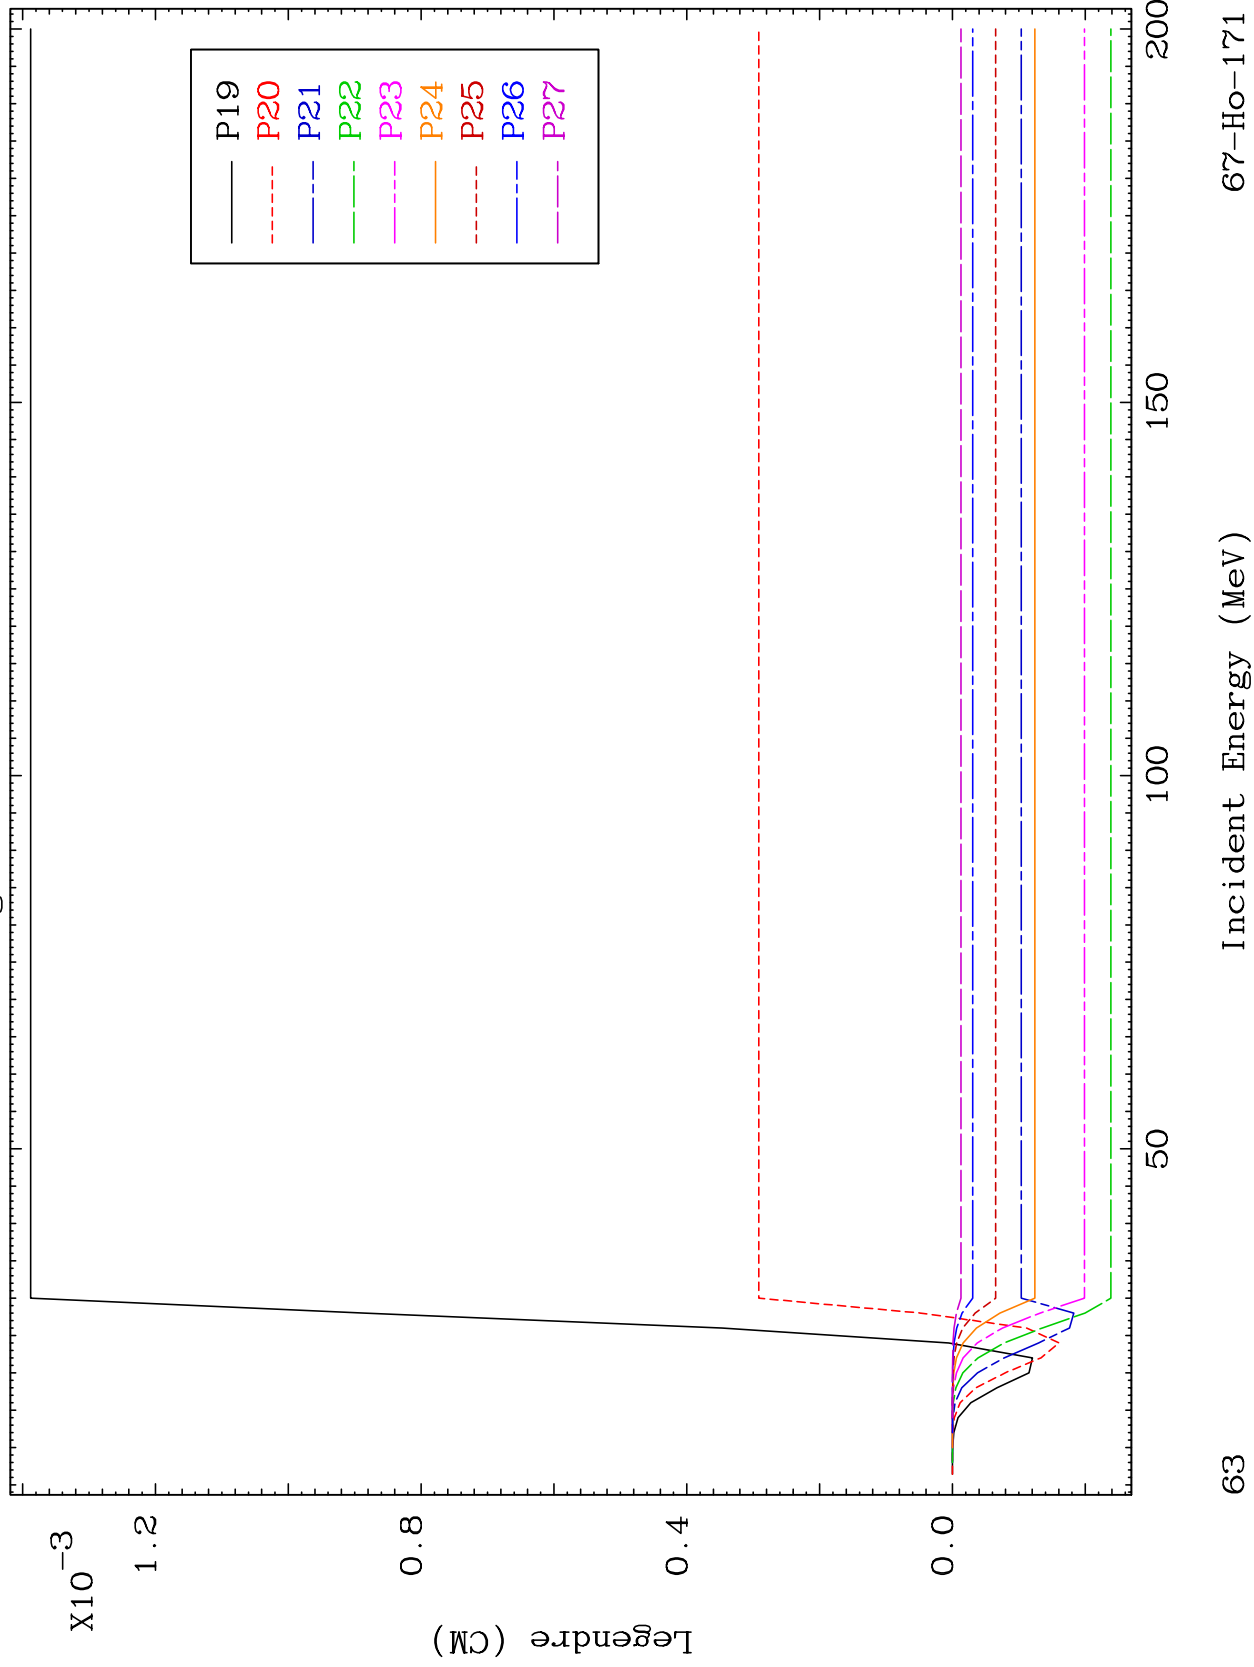 X10-3
1.2
0.8
0.4
0.0
Legendre (CM)
P19
P20
P21
P22
P23
P24
P25
P26
P27
50
100
150
200
Incident Energy (MeV)
63
67-Ho-171